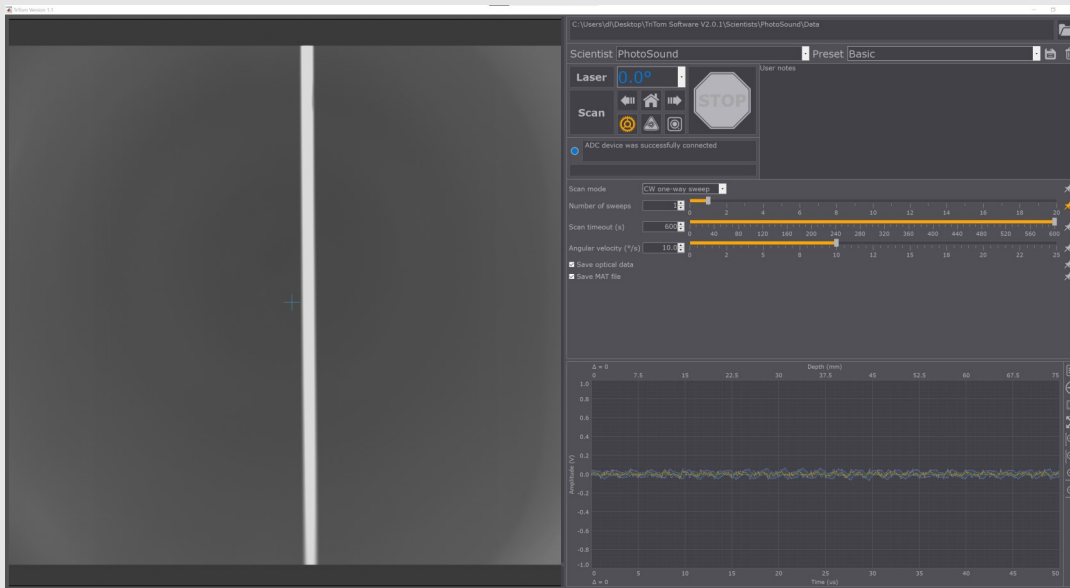 TriTom Version 1.7
C:\Users\dl\Desktop\TriTom Software V2.0.1\Scientists\PhotoSound\Data
Scientist PhotoSound Preset Basic
Laser 0.0° STOP User notes
Scan
ADC device was successfully connected
Scan mode CW one-way sweep
Number of sweeps 1
0 2 4 6 8 10 12 14 16 18 20
Scan timeout (s) 600
0 40 80 120 160 200 240 280 320 360 400 440 480 520 560 600
Angular velocity (°/s) 10.0
0 2 5 8 10 12 15 18 20 22 25
Save optical data
Save MAT file
Δ = 0 Depth (mm)
0 7.5 15 22.5 30 37.5 45 52.5 60 67.5 75
1.0
0.8
0.6
0.4
0.2
0.0
-0.2
-0.4
-0.6
-0.8
-1.0
Amplitude (V)
0 5 10 15 20 25 30 35 40 45 50
Δ = 0 Time (us)